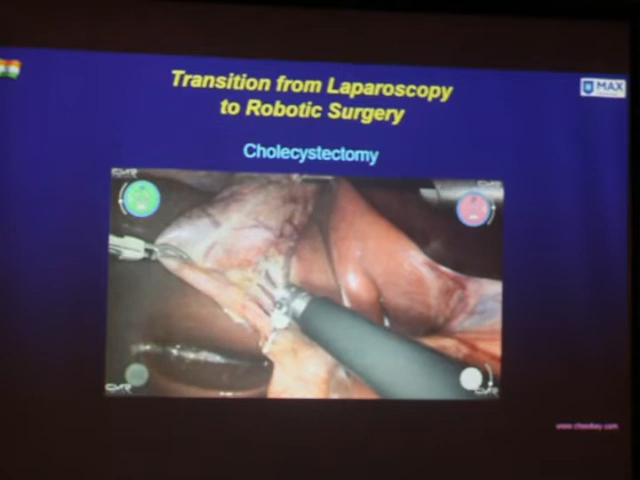 Transition from Laparoscopy
to Robotic Surgery
MAX
Cholecystectomy